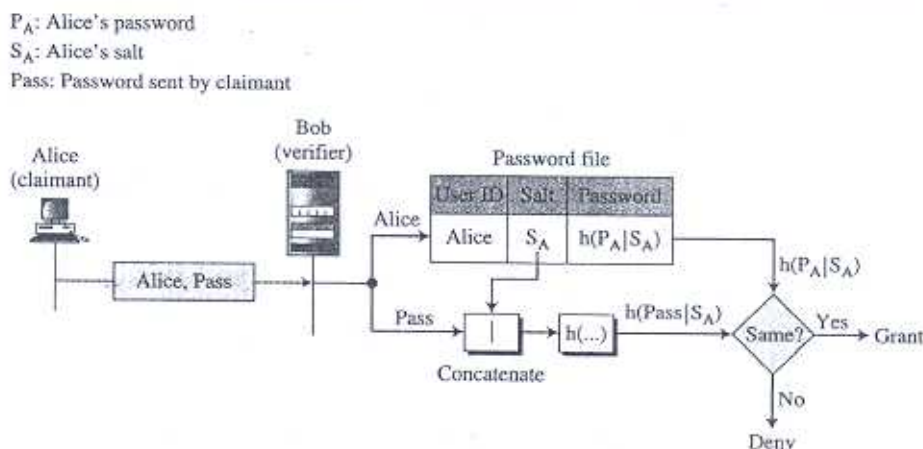 P_A: Alice's password
S_A: Alice's salt
Pass: Password sent by claimant
Bob
(verifier)
Alice
(claimant)
Password file
User ID Salt Password
Alice
Alice S_A h(P_A|S_A)
Alice, Pass
h(P_A|S_A)
Pass
|
h(...)
h(Pass|S_A)
Same?
Yes
Grant
Concatenate
No
Deny